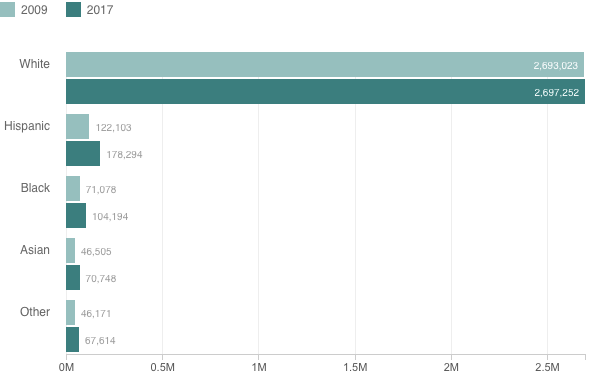 2009 2017
White 2,693,023
2,697,252
Hispanic 122,103
178,294
Black 71,078
104,194
Asian 46,505
70,748
Other 46,171
67,614
0M 0.5M 1M 1.5M 2M 2.5M